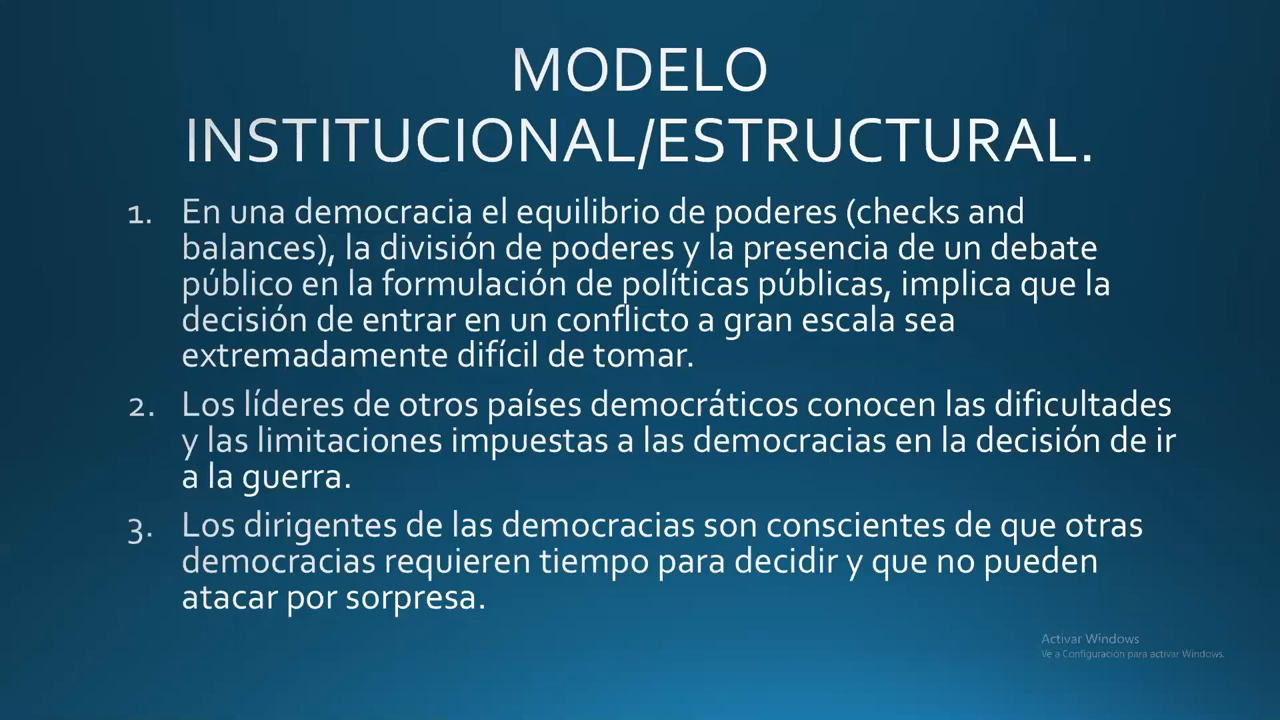 MODELO
INSTITUCIONAL/ESTRUCTURAL.
1. En una democracia el equilibrio de poderes (checks and
balances), la división de poderes y la presencia de un debate
público en la formulación de políticas públicas, implica que la
decisión de entrar en un conflicto a gran escala sea
extremadamente difícil de tomar.
2. Los líderes de otros países democráticos conocen las dificultades
y las limitaciones impuestas a las democracias en la decisión de ir
a la guerra.
3. Los dirigentes de las democracias son conscientes de que otras
democracias requieren tiempo para decidir y que no pueden
atacar por sorpresa.
Activar Windows
Ve a Configuración para activar Windows.